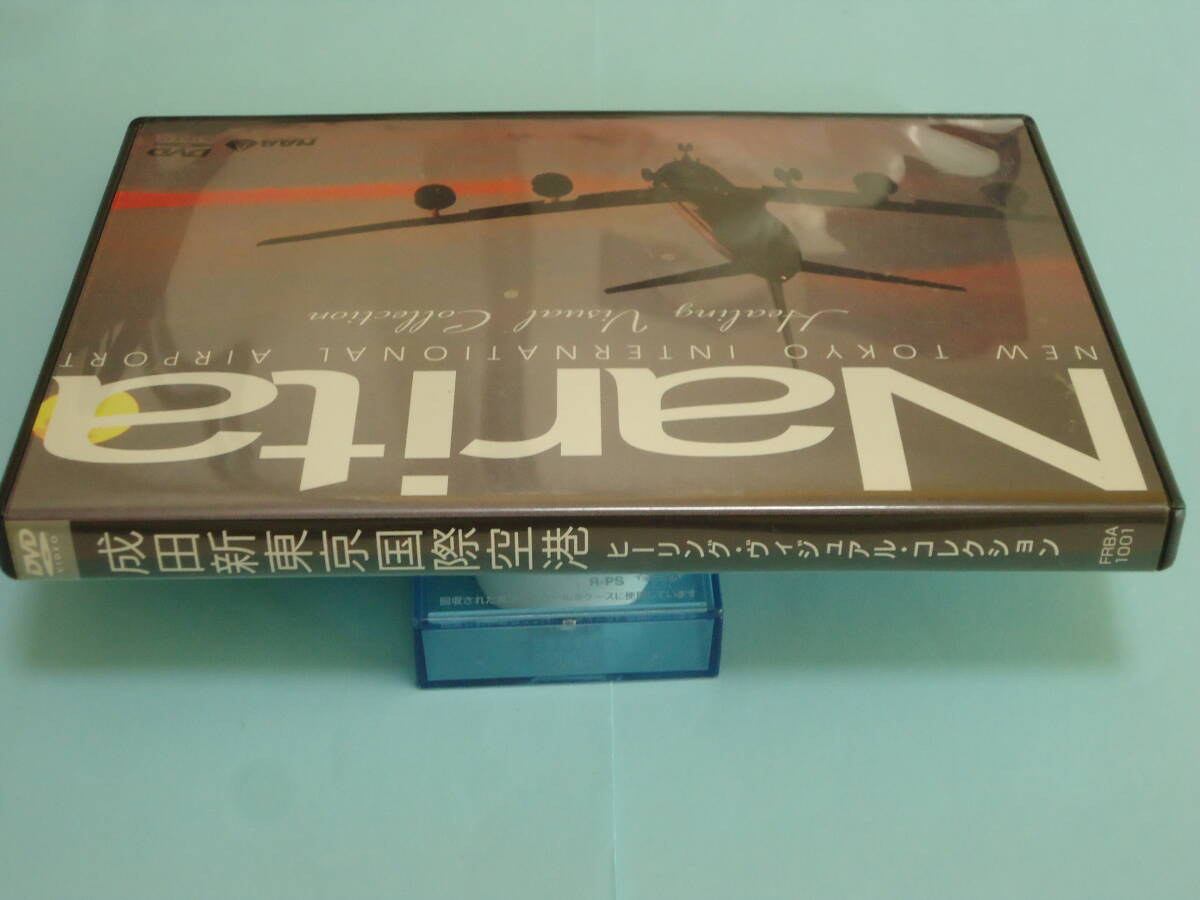 NAA
DVD
Healing Visual Collection
NEW TOKYO INTERNATIONAL AIRPORT
Narita
DVD VIDEO 成田新東京国際空港 ヒーリング・ヴィジュアル・コレクション FRBA 1001
R-PS